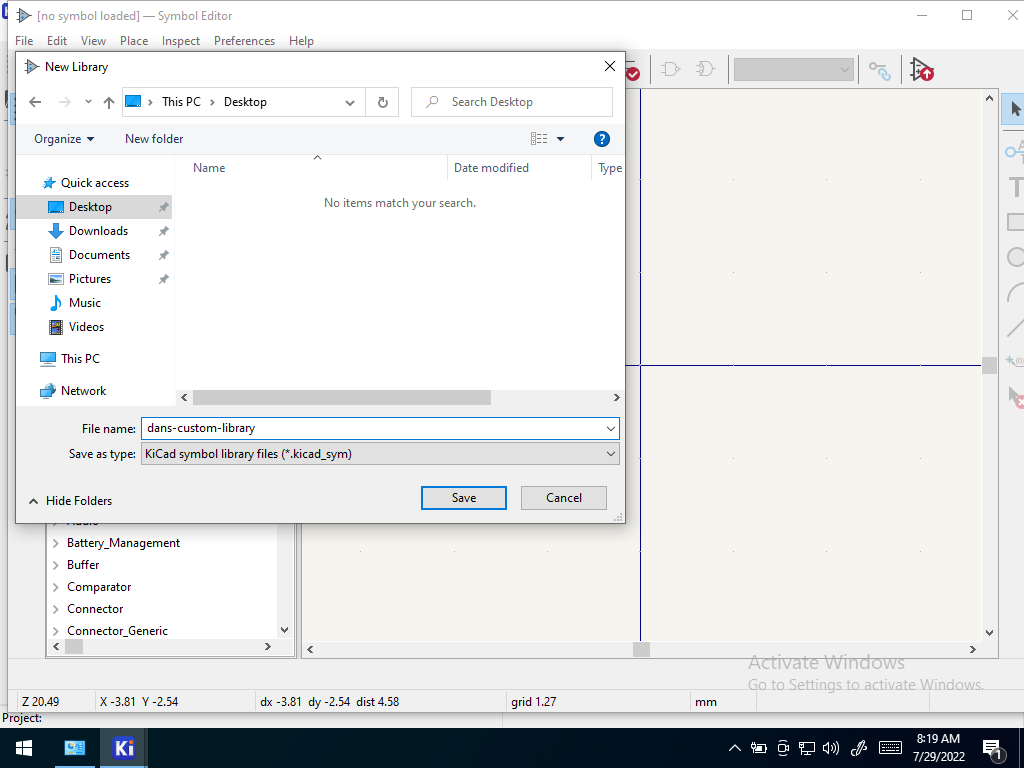 [no symbol loaded] — Symbol Editor
File Edit View Place Inspect Preferences Help
New Library
This PC > Desktop
Search Desktop
Organize New folder
Name Date modified Type
No items match your search.
Quick access
Desktop
Downloads
Documents
Pictures
Music
Videos
This PC
Network
File name: dans-custom-library
Save as type: KiCad symbol library files (*.kicad_sym)
Hide Folders Save Cancel
Audio
Battery_Management
Buffer
Comparator
Connector
Connector_Generic
Activate Windows
Go to Settings to activate Windows.
Z 20.49 X -3.81 Y -2.54 dx -3.81 dy -2.54 dist 4.58 grid 1.27 mm
Project:
Ki
8:19 AM
7/29/2022
1